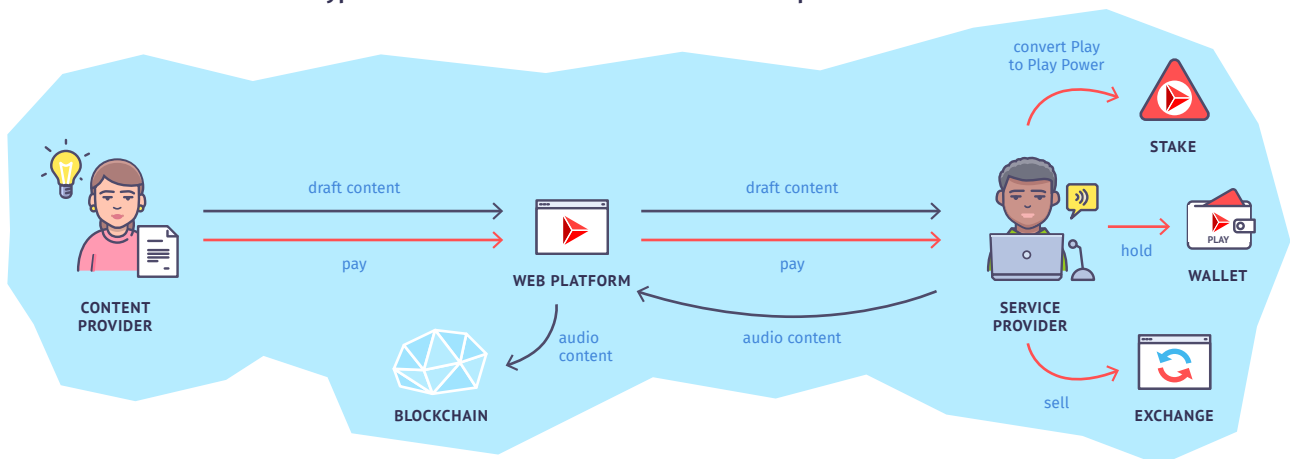 convert Play
to Play Power
STAKE
draft content
draft content
pay
pay
hold
PLAY
WALLET
WEB PLATFORM
CONTENT
PROVIDER
SERVICE
PROVIDER
audio
content
audio content
sell
BLOCKCHAIN
EXCHANGE